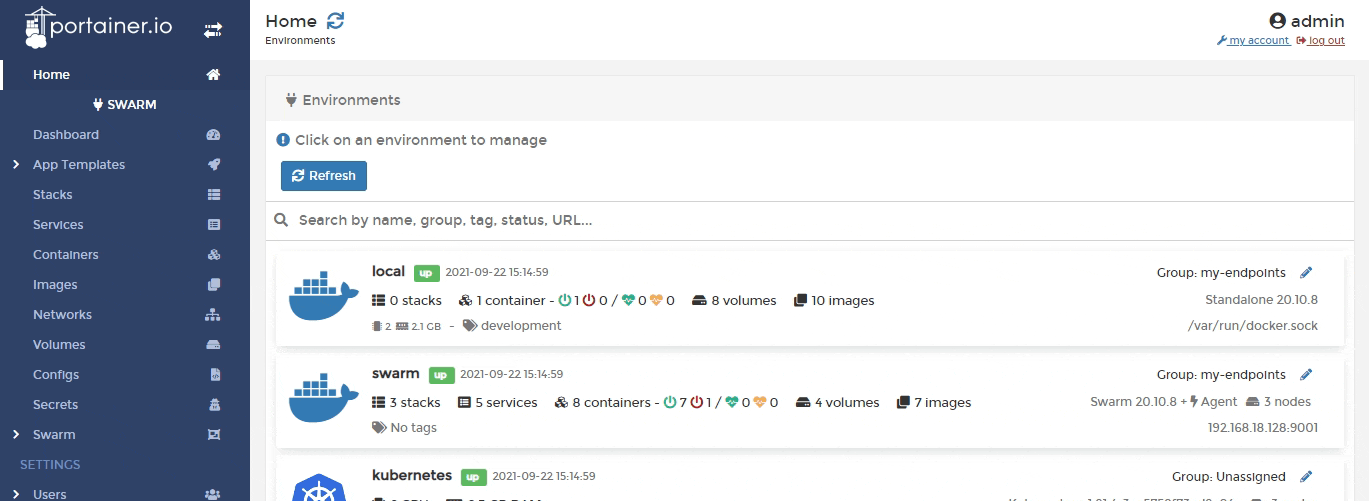 portainer.io
Home
SWARM
Dashboard
App Templates
Stacks
Services
Containers
Images
Networks
Volumes
Configs
Secrets
Swarm
SETTINGS
Users
Home
Environments
admin
my account log out
Environments
Click on an environment to manage
Refresh
Search by name, group, tag, status, URL...
local up 2021-09-22 15:14:59 Group: my-endpoints
0 stacks 1 container - 1 0 / 0 0 8 volumes 10 images Standalone 20.10.8
2 2.1 GB - development /var/run/docker.sock
swarm up 2021-09-22 15:14:59 Group: my-endpoints
3 stacks 5 services 8 containers - 7 1 / 0 0 4 volumes 7 images Swarm 20.10.8 + Agent 3 nodes
No tags 192.168.18.128:9001
kubernetes up 2021-09-22 15:14:59 Group: Unassigned